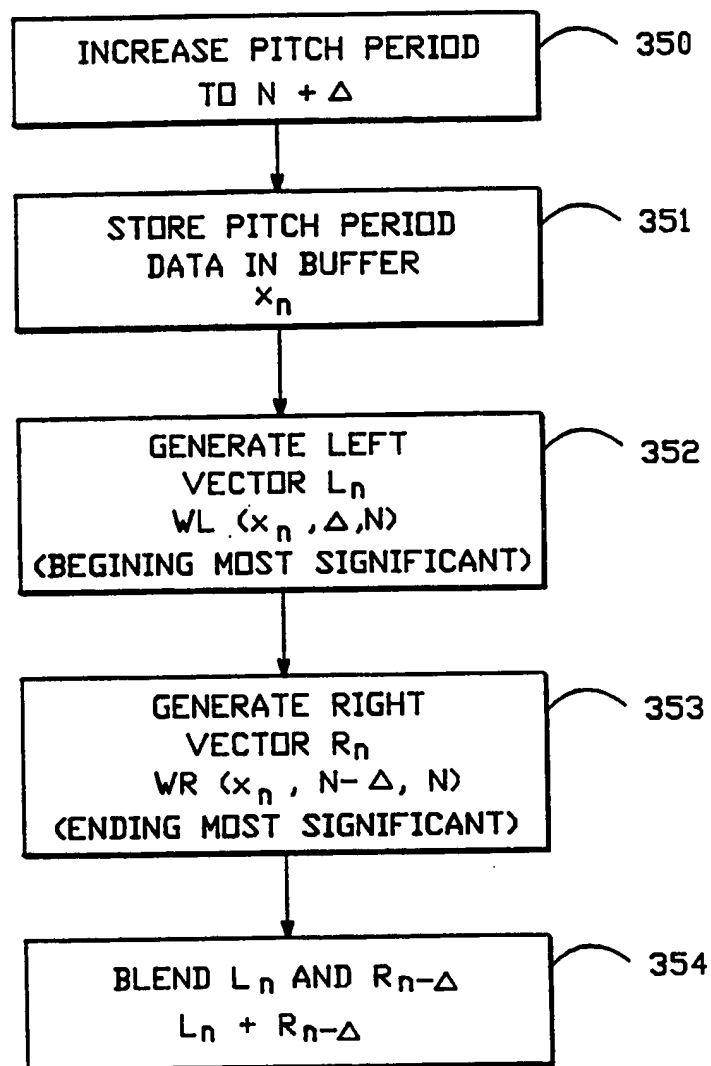 INCREASE PITCH PERIOD
TO N + Δ
350
STORE PITCH PERIOD
DATA IN BUFFER
xₙ
351
GENERATE LEFT
VECTOR Lₙ
WL (xₙ, Δ, N)
(BEGINING MOST SIGNIFICANT)
352
GENERATE RIGHT
VECTOR Rₙ
WR (xₙ, N-Δ, N)
(ENDING MOST SIGNIFICANT)
353
BLEND Lₙ AND Rₙ₋Δ
Lₙ + Rₙ₋Δ
354